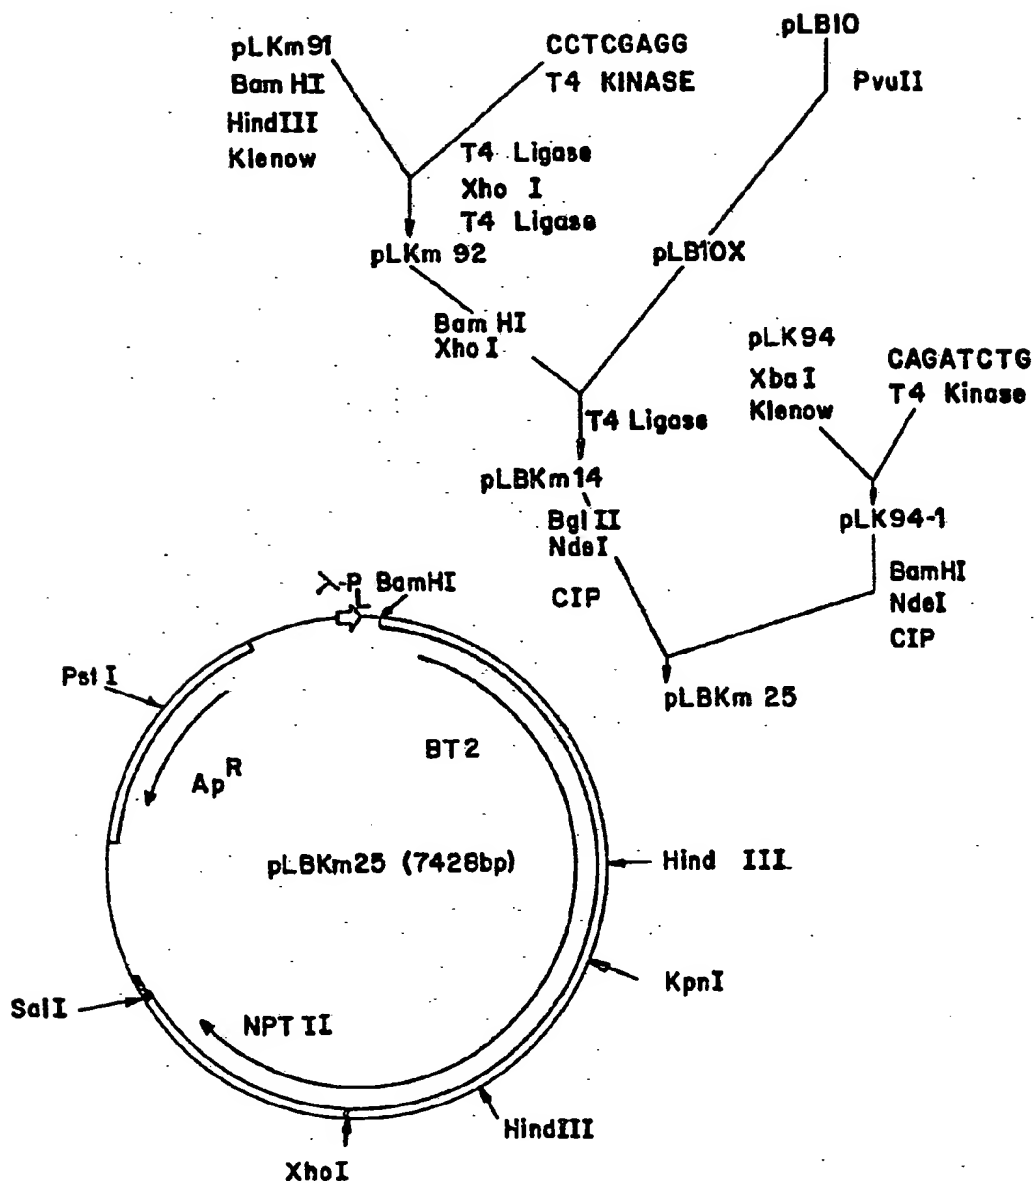 pLKm91
Bam HI
HindIII
Klenow
CCTCGAGG
T4 KINASE
pLB10
PvuII
T4 Ligase
Xho I
T4 Ligase
pLKm 92
pLB10X
Bam HI
Xho I
pLK94
XbaI
Klenow
CAGATCTG
T4 Kinase
T4 Ligase
pLBKm14
Bgl II
NdeI
CIP
pLK94-1
BamHI
NdeI
CIP
pLBKm 25
λ-PL BamHI
Pst I
ApR
BT2
pLBKm25 (7428bp)
Hind III
KpnI
SalI
NPT II
HindIII
XhoI